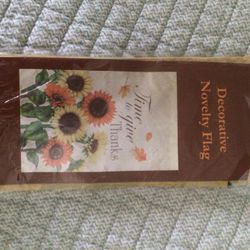 Decorative
Novelty Flag
Time
to give
Thanks